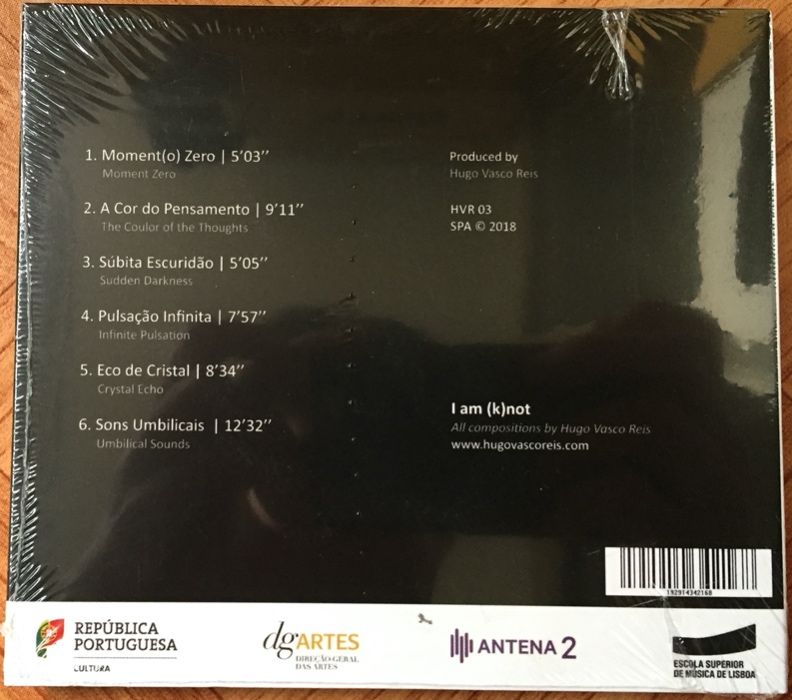 1. Moment(o) Zero | 5'03''
Moment Zero
2. A Cor do Pensamento | 9'11''
The Coulor of the Thoughts
3. Súbita Escuridão | 5'05''
Sudden Darkness
4. Pulsação Infinita | 7'57''
Infinite Pulsation
5. Eco de Cristal | 8'34''
Crystal Echo
6. Sons Umbilicais | 12'32''
Umbilical Sounds
Produced by
Hugo Vasco Reis
HVR 03
SPA © 2018
I am (k)not
All compositions by Hugo Vasco Reis
www.hugovascoreis.com
192914342168
REPÚBLICA
PORTUGUESA
CULTURA
dgARTES
DIREÇÃO-GERAL
DAS ARTES
ANTENA 2
ESCOLA SUPERIOR
DE MÚSICA DE LISBOA